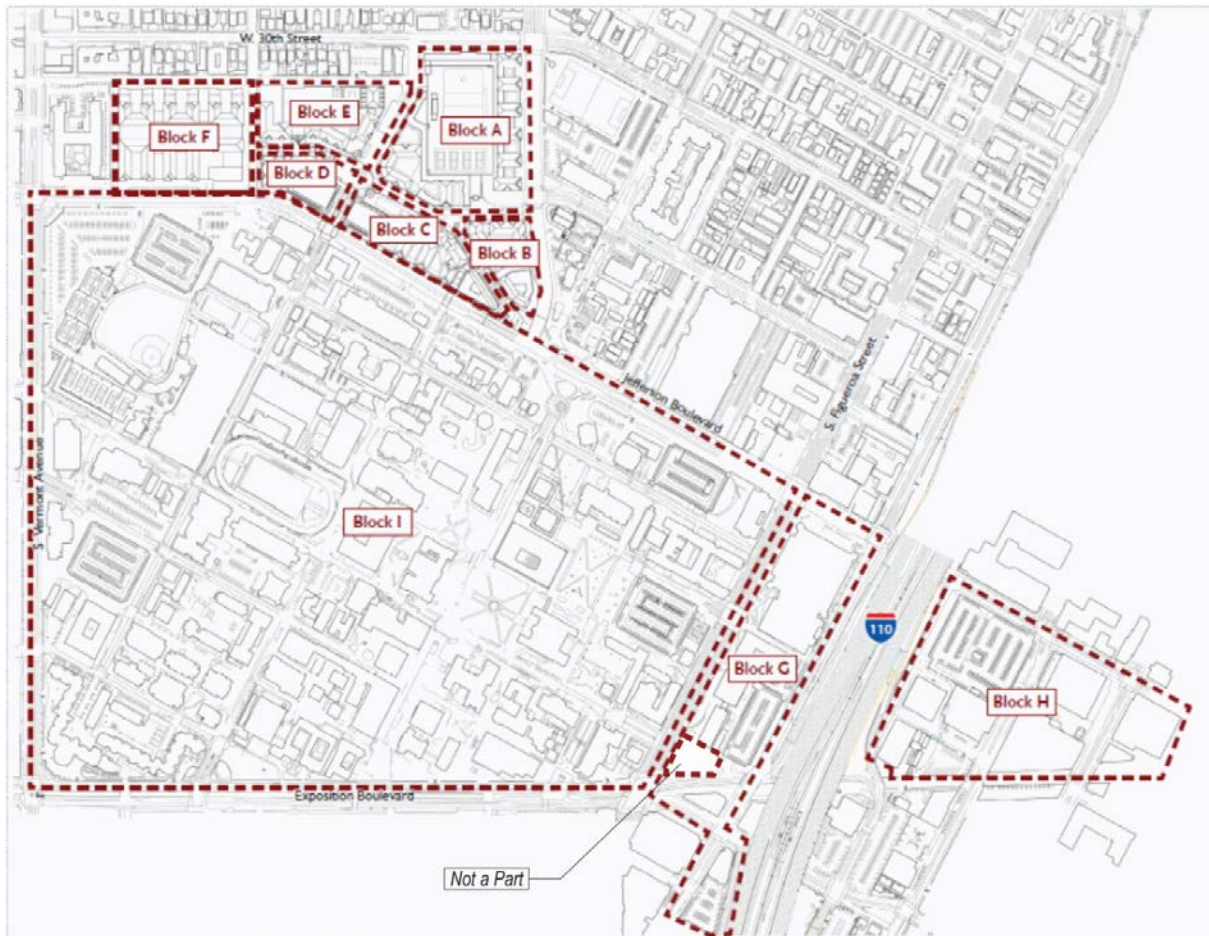 W. 30th Street
Block E
Block A
Block F
Block D
Block C
Block B
Jefferson Boulevard
S. Figueroa Street
S. Vermont Avenue
Block I
110
Block G
Block H
Exposition Boulevard
Not a Part